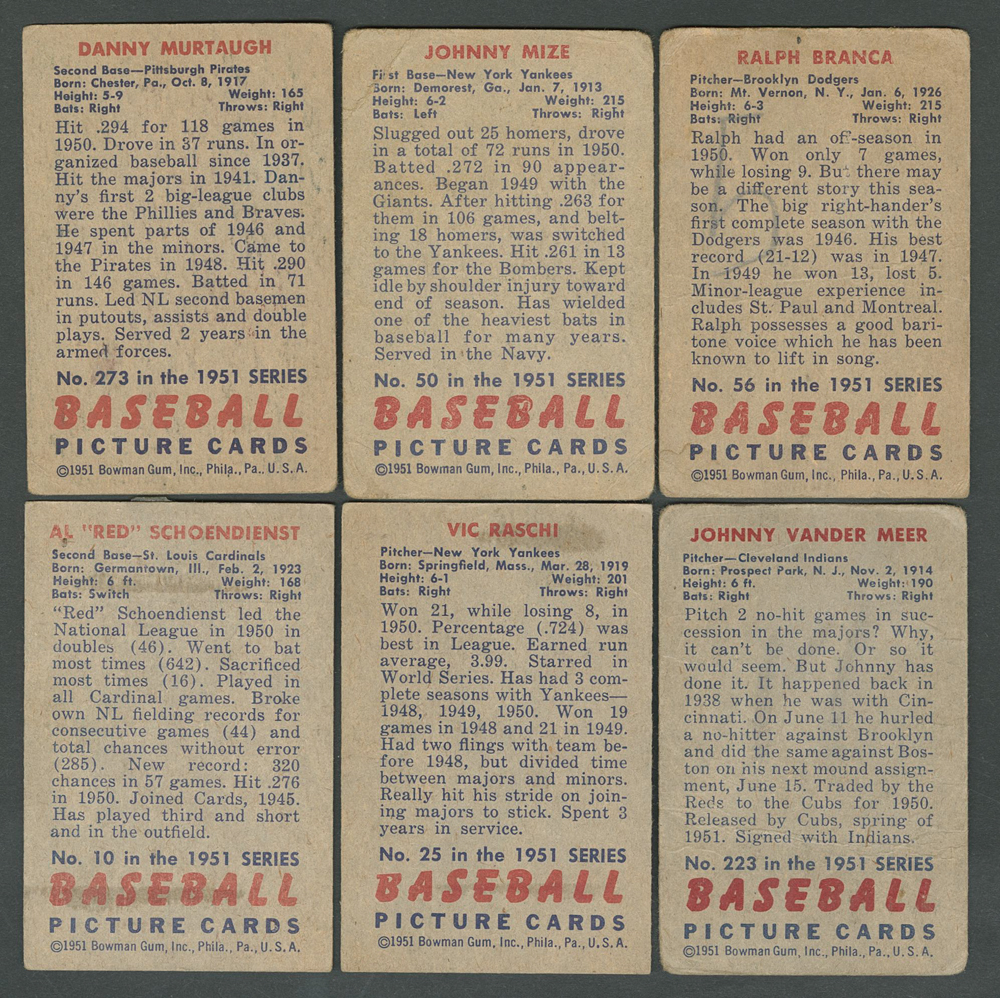 DANNY MURTAUGH
Second Base—Pittsburgh Pirates
Born: Chester, Pa., Oct. 8, 1917
Height: 5-9 Weight: 165
Bats: Right Throws: Right
Hit .294 for 118 games in
1950. Drove in 37 runs. In or-
ganized baseball since 1937.
Hit the majors in 1941. Dan-
ny's first 2 big-league clubs
were the Phillies and Braves.
He spent parts of 1946 and
1947 in the minors. Came to
the Pirates in 1948. Hit .290
in 146 games. Batted in 71
runs. Led NL second basemen
in putouts, assists and double
plays. Served 2 years in the
armed forces.
No. 273 in the 1951 SERIES
BASEBALL
PICTURE CARDS
©1951 Bowman Gum, Inc., Phila., Pa., U. S. A.
JOHNNY MIZE
First Base—New York Yankees
Born: Demorest, Ga., Jan. 7, 1913
Height: 6-2 Weight: 215
Bats: Left Throws: Right
Slugged out 25 homers, drove
in a total of 72 runs in 1950.
Batted .272 in 90 appear-
ances. Began 1949 with the
Giants. After hitting .263 for
them in 106 games, and belt-
ing 18 homers, was switched
to the Yankees. Hit .261 in 13
games for the Bombers. Kept
idle by shoulder injury toward
end of season. Has wielded
one of the heaviest bats in
baseball for many years.
Served in the Navy.
No. 50 in the 1951 SERIES
BASEBALL
PICTURE CARDS
©1951 Bowman Gum, Inc., Phila., Pa., U. S. A.
RALPH BRANCA
Pitcher—Brooklyn Dodgers
Born: Mt. Vernon, N. Y., Jan. 6, 1926
Height: 6-3 Weight: 215
Bats: Right Throws: Right
Ralph had an off-season in
1950. Won only 7 games,
while losing 9. But there may
be a different story this sea-
son. The big right-hander's
first complete season with the
Dodgers was 1946. His best
record (21-12) was in 1947.
In 1949 he won 13, lost 5.
Minor-league experience in-
cludes St. Paul and Montreal.
Ralph possesses a good bari-
tone voice which he has been
known to lift in song.
No. 56 in the 1951 SERIES
BASEBALL
PICTURE CARDS
©1951 Bowman Gum, Inc., Phila., Pa., U. S. A.
AL "RED" SCHOENDIENST
Second Base—St. Louis Cardinals
Born: Germantown, Ill., Feb. 2, 1923
Height: 6 ft. Weight: 168
Bats: Switch Throws: Right
"Red" Schoendienst led the
National League in 1950 in
doubles (46). Went to bat
most times (642). Sacrificed
most times (16). Played in
all Cardinal games. Broke
own NL fielding records for
consecutive games (44) and
total chances without error
(285). New record: 320
chances in 57 games. Hit .276
in 1950. Joined Cards, 1945.
Has played third and short
and in the outfield.
No. 10 in the 1951 SERIES
BASEBALL
PICTURE CARDS
©1951 Bowman Gum, Inc., Phila., Pa., U. S. A.
VIC RASCHI
Pitcher—New York Yankees
Born: Springfield, Mass., Mar. 28, 1919
Height: 6-1 Weight: 201
Bats: Right Throws: Right
Won 21, while losing 8, in
1950. Percentage (.724) was
best in League. Earned run
average, 3.99. Starred in
World Series. Has had 3 com-
plete seasons with Yankees—
1948, 1949, 1950. Won 19
games in 1948 and 21 in 1949.
Had two flings with team be-
fore 1948, but divided time
between majors and minors.
Really hit his stride on join-
ing majors to stick. Spent 3
years in service.
No. 25 in the 1951 SERIES
BASEBALL
PICTURE CARDS
©1951 Bowman Gum, Inc., Phila., Pa., U. S. A.
JOHNNY VANDER MEER
Pitcher—Cleveland Indians
Born: Prospect Park, N. J., Nov. 2, 1914
Height: 6 ft. Weight: 190
Bats: Right Throws: Right
Pitch 2 no-hit games in suc-
cession in the majors? Why,
it can't be done. Or so it
would seem. But Johnny has
done it. It happened back in
1938 when he was with Cin-
cinnati. On June 11 he hurled
a no-hitter against Brooklyn
and did the same against Bos-
ton on his next mound assign-
ment, June 15. Traded by the
Reds to the Cubs for 1950.
Released by Cubs, spring of
1951. Signed with Indians.
No. 223 in the 1951 SERIES
BASEBALL
PICTURE CARDS
©1951 Bowman Gum, Inc., Phila., Pa., U. S. A.